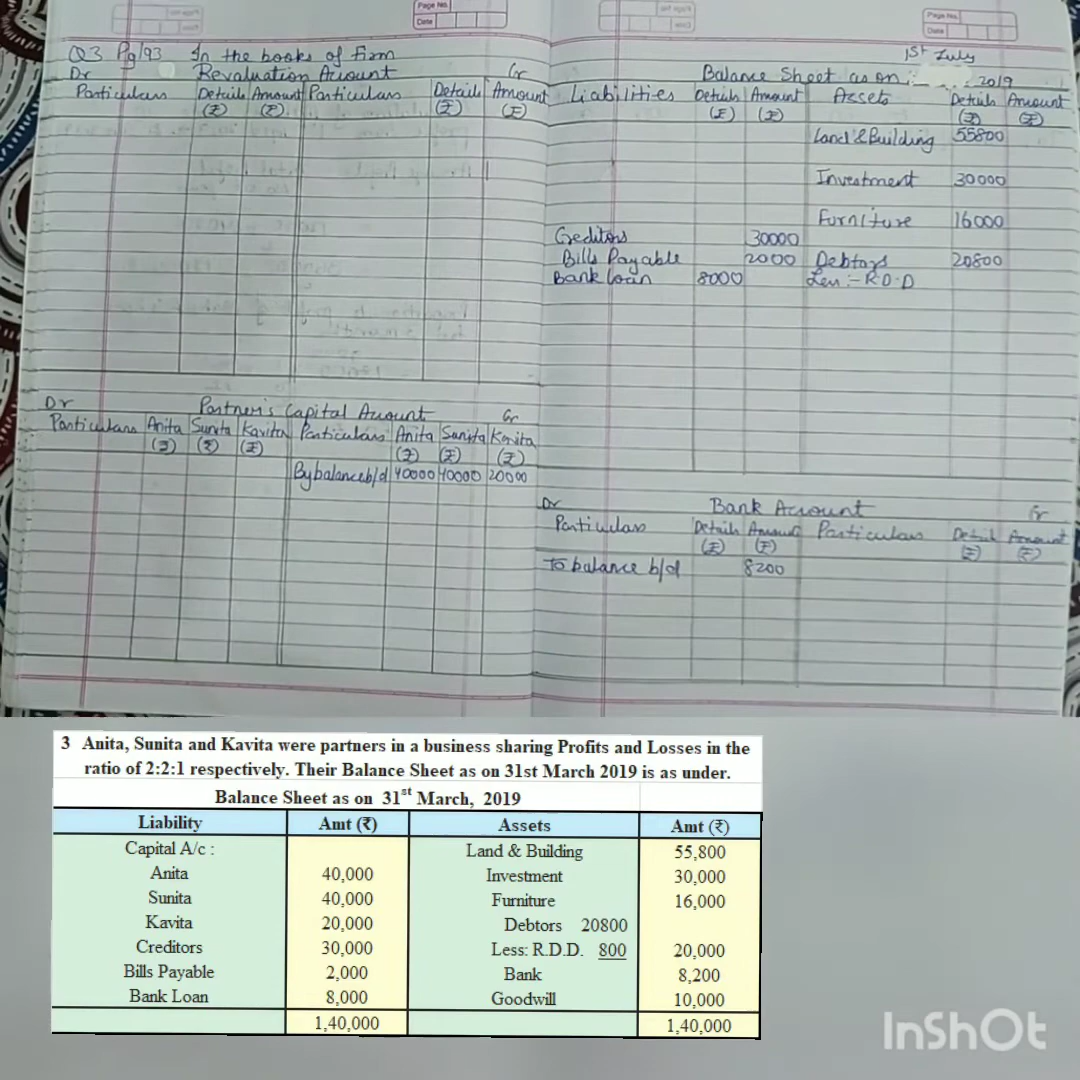 Page No.
Date
Page No.
Date
Q3 Pg/93 In the books of firm
Dr Revaluation Account Cr
Particulars Details Amount Particulars Details Amount
(₹) (₹) (₹) (₹)
1st July
Balance Sheet as on :- 2019
Liabilities Details Amount Assets Details Amount
(₹) (₹) (₹) (₹)
Land & Building 55800
Investment 30000
Furniture 16000
Creditors 30000
Bills Payable 2000 Debtors 20800
Bank loan 8000 Less :- R.D.D
Dr Partner's Capital Account Cr
Particulars Anita Sunita Kavita Particulars Anita Sunita Kavita
(₹) (₹) (₹) (₹) (₹) (₹)
By balance b/d 40000 40000 20000
Dr Bank Account Cr
Particulars Details Amount Particulars Detail Amount
(₹) (₹) (₹) (₹)
To balance b/d 8200
3 Anita, Sunita and Kavita were partners in a business sharing Profits and Losses in the
ratio of 2:2:1 respectively. Their Balance Sheet as on 31st March 2019 is as under.
Balance Sheet as on 31st March, 2019
Liability Amt (₹) Assets Amt (₹)
Capital A/c : Land & Building 55,800
Anita 40,000 Investment 30,000
Sunita 40,000 Furniture 16,000
Kavita 20,000 Debtors 20800
Creditors 30,000 Less: R.D.D. 800 20,000
Bills Payable 2,000 Bank 8,200
Bank Loan 8,000 Goodwill 10,000
1,40,000 1,40,000
InShOt